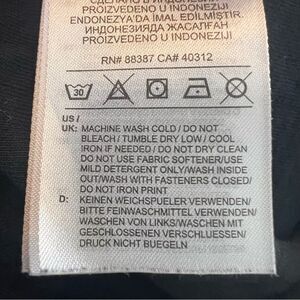 СДЕЛАНО В ИНДОНЕЗИИ
PROIZVEDENO U INDONEZIJI
ENDONEZYA'DA İMAL EDİLMİŞTİR.
ИНДОНЕЗИЯДА ЖАСАЛҒАН
PROIZVEDENO U INDONEZIJI
RN# 88387 CA# 40312
30
US /
UK: MACHINE WASH COLD / DO NOT
BLEACH / TUMBLE DRY LOW / COOL
IRON IF NEEDED / DO NOT DRY CLEAN
DO NOT USE FABRIC SOFTENER/USE
MILD DETERGENT ONLY/WASH INSIDE
OUT/WASH WITH FASTENERS CLOSED/
DO NOT IRON PRINT
D: KEINEN WEICHSPUELER VERWENDEN/
BITTE FEINWASCHMITTEL VERWENDEN/
WASCHEN VON LINKS/WASCHEN MIT
GESCHLOSSENEN VERSCHLUESSEN/
DRUCK NICHT BUEGELN